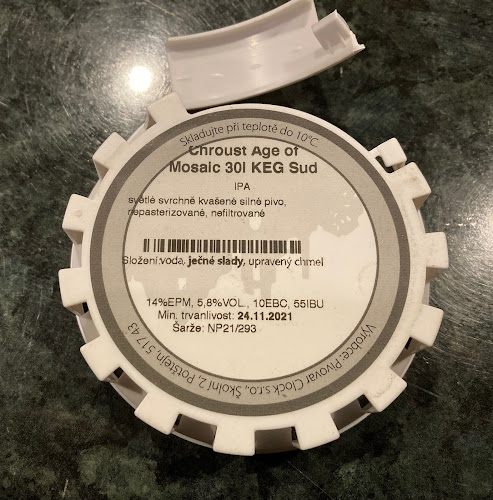 Skladujte při teplotě do 10°C
Chroust Age of
Mosaic 30l KEG Sud
IPA
světlé svrchně kvašené silné pivo,
nepasterizované, nefiltrované
Složení:voda, ječné slady, upravený chmel
14%EPM, 5,8%VOL., 10EBC, 55IBU
Min. trvanlivost: 24.11.2021
Šarže: NP21/293
Výrobce: Pivovar Clock s.r.o., Školní 2, Potštejn, 517 43